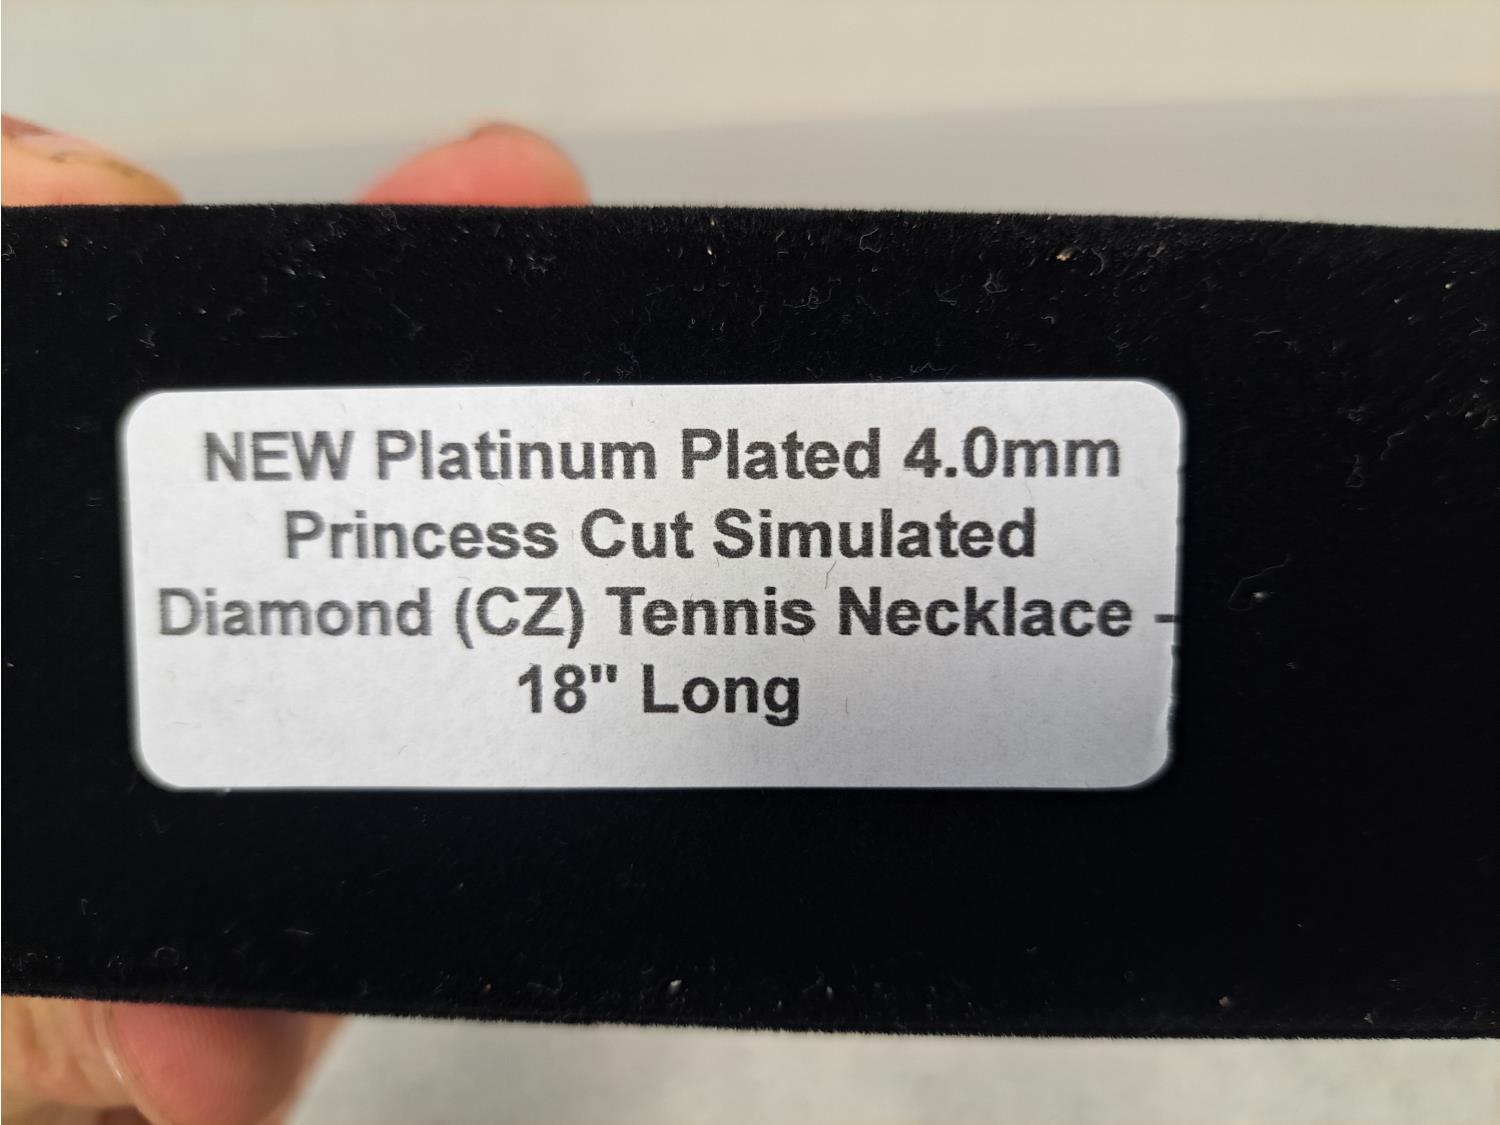 NEW Platinum Plated 4.0mm
Princess Cut Simulated
Diamond (CZ) Tennis Necklace -
18" Long